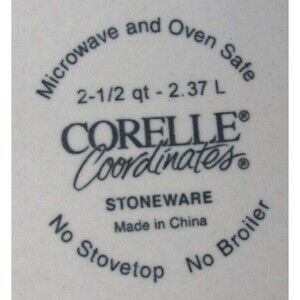 Microwave and Oven Safe
2-1/2 qt - 2.37 L
CORELLE®
Coordinates®
STONEWARE
Made in China
No Stovetop No Broiler